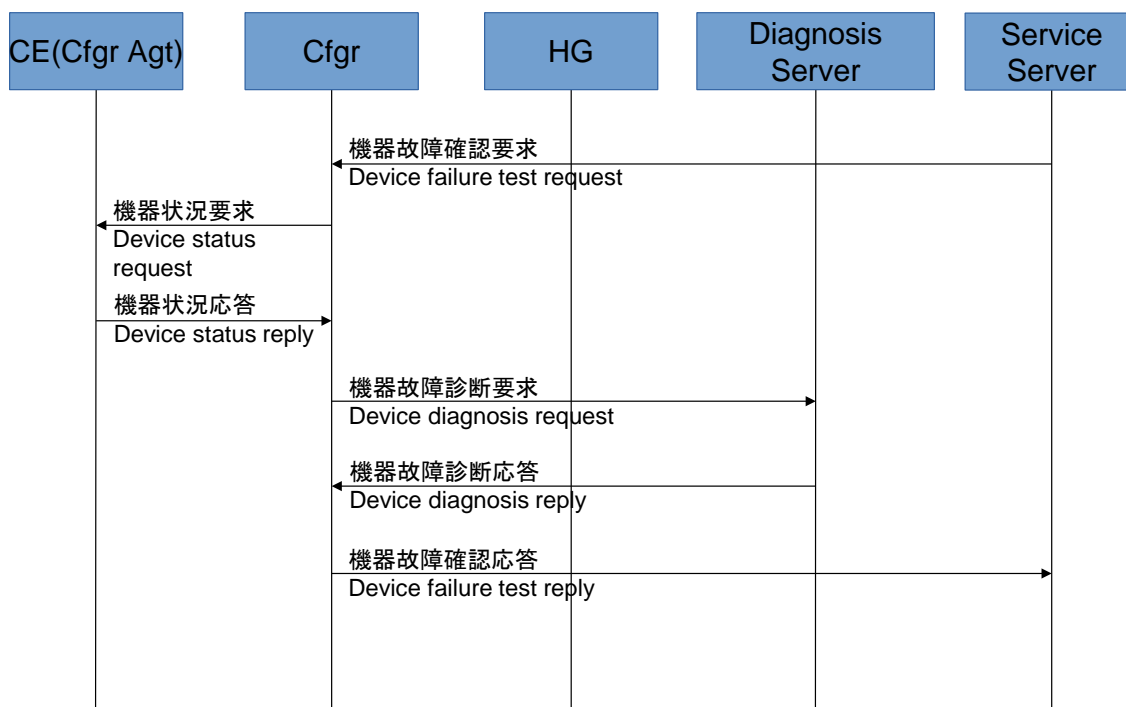 CE(Cfgr Agt)
Cfgr
HG
Diagnosis
Server
Service
Server
機器故障確認要求
Device failure test request
機器状況要求
Device status
request
機器状況応答
Device status reply
機器故障診断要求
Device diagnosis request
機器故障診断応答
Device diagnosis reply
機器故障確認応答
Device failure test reply